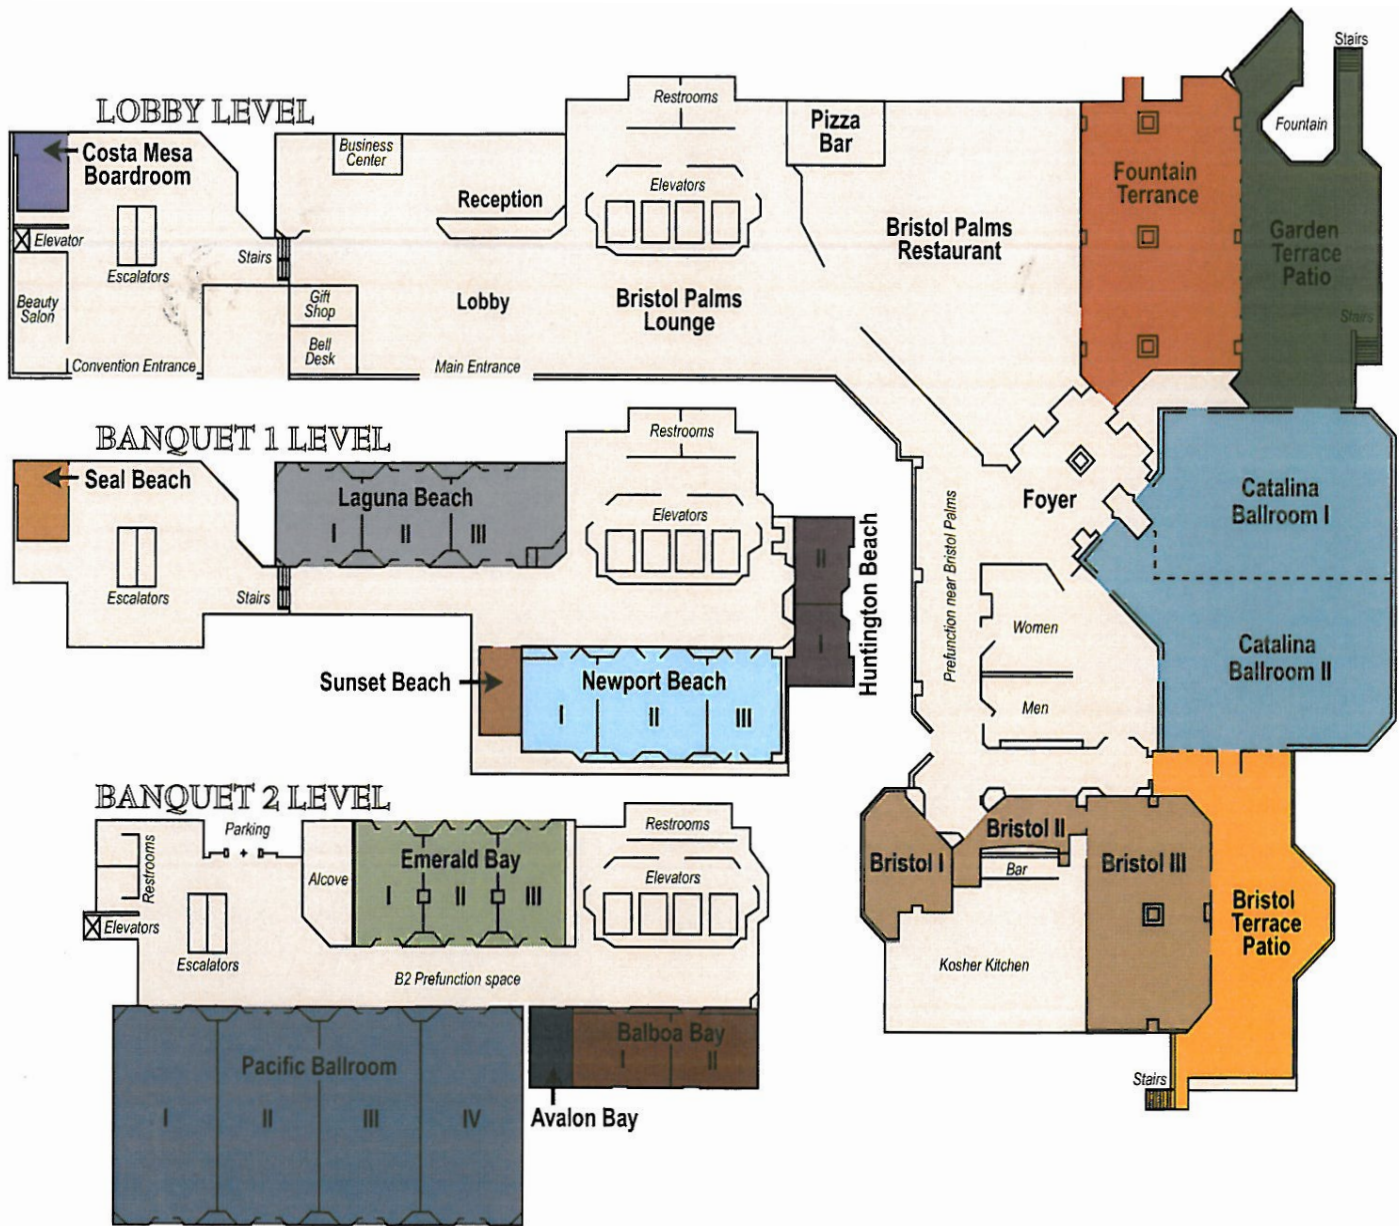 LOBBY LEVEL
Costa Mesa
Boardroom
Elevator
Escalators
Beauty
Salon
Convention Entrance
Stairs
Business
Center
Reception
Gift
Shop
Bell
Desk
Lobby
Main Entrance
Restrooms
Elevators
Bristol Palms
Lounge
Pizza
Bar
Bristol Palms
Restaurant
Fountain
Terrance
Stairs
Fountain
Garden
Terrace
Patio
Stairs
Foyer
Prefunction near Bristol Palms
Catalina
Ballroom I
Catalina
Ballroom II
Women
Men
Bristol I
Bristol II
Bar
Bristol III
Kosher Kitchen
Bristol
Terrace
Patio
Stairs
BANQUET 1 LEVEL
Seal Beach
Escalators
Stairs
Laguna Beach
I
II
III
Restrooms
Elevators
Huntington Beach
II
I
Sunset Beach
Newport Beach
I
II
III
BANQUET 2 LEVEL
Restrooms
Parking
Elevators
Escalators
Alcove
Emerald Bay
I
II
III
Restrooms
Elevators
B2 Prefunction space
Pacific Ballroom
I
II
III
IV
Balboa Bay
I
II
Avalon Bay